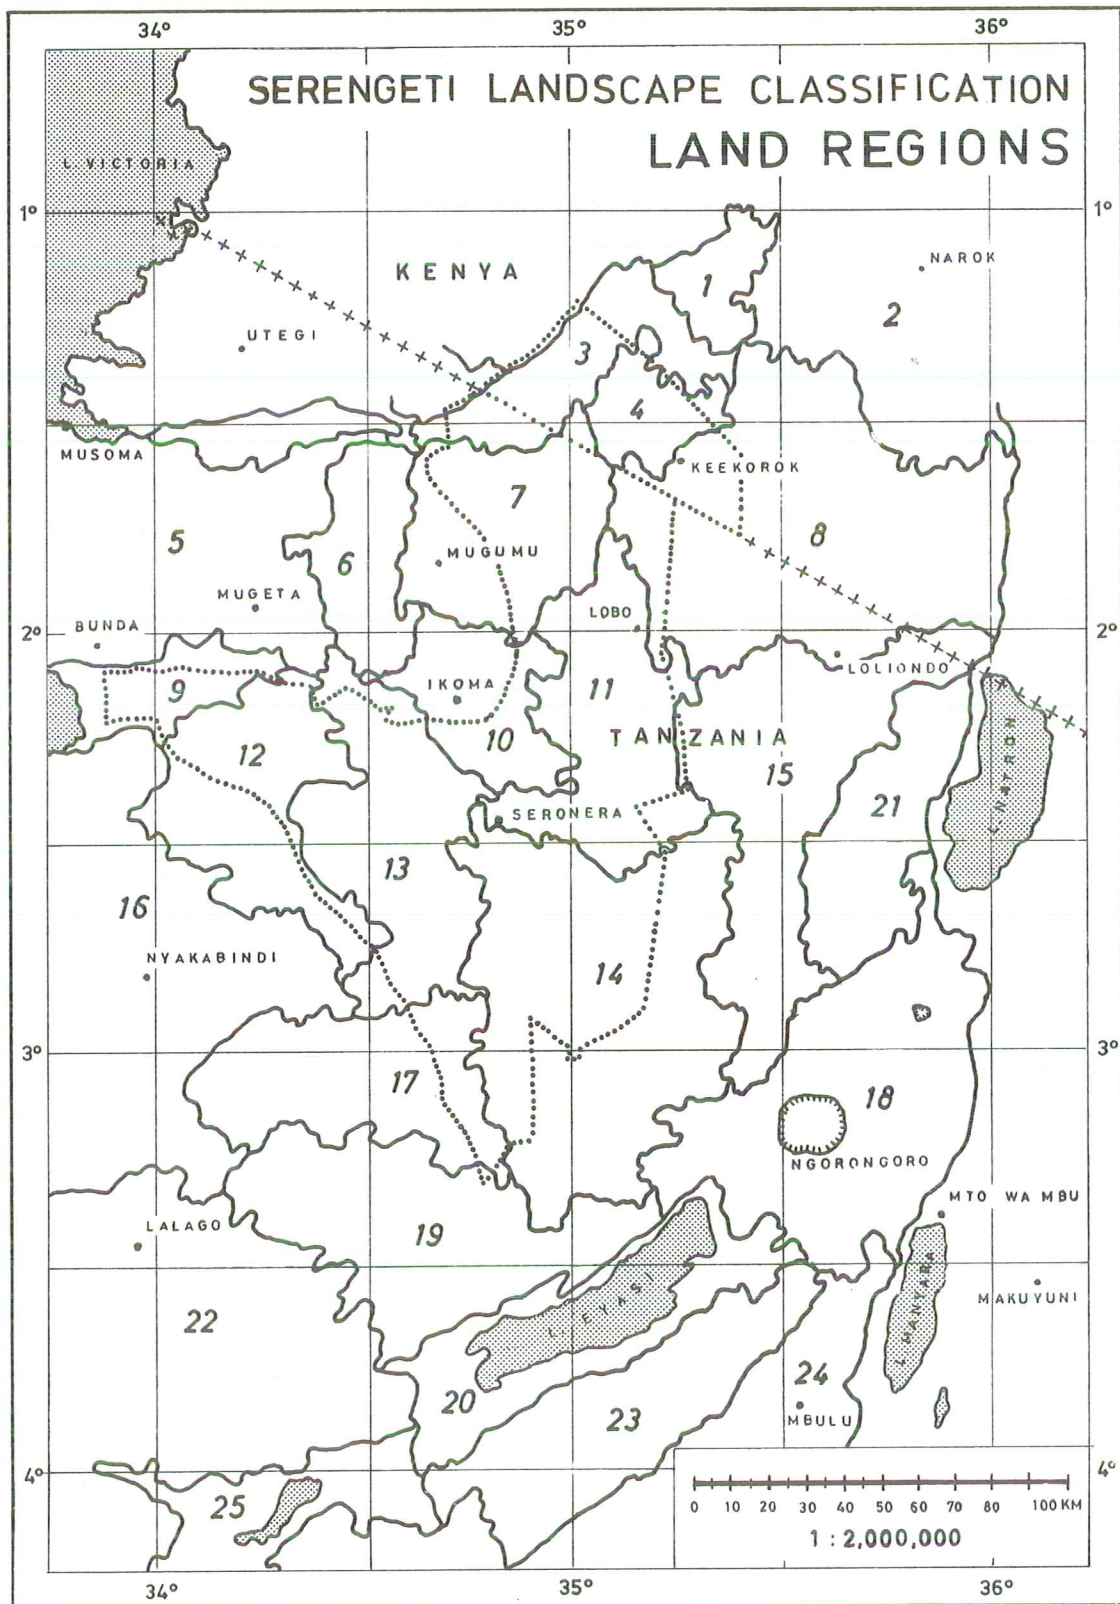 34° 35° 36°
SERENGETI LANDSCAPE CLASSIFICATION
LAND REGIONS
L. VICTORIA
1° 1°
KENYA
NAROK
1
2
UTEGI
3
4
MUSOMA
KEEKOROK
7
5
8
6
MUGUMU
MUGETA
LOBO
2° 2°
BUNDA
LOLIONDO
9
IKOMA
11
10
TANZANIA
12
15
L. NATRON
21
SERONERA
13
16
NYAKABINDI
14
3° 3°
17
18
NGORONGORO
MTO WA MBU
LALAGO
19
L. EYASI
L. MANYARA
MAKUYUNI
22
24
20
23
MBULU
4° 4°
25
0 10 20 30 40 50 60 70 80 100 KM
1 : 2,000,000
34° 35° 36°